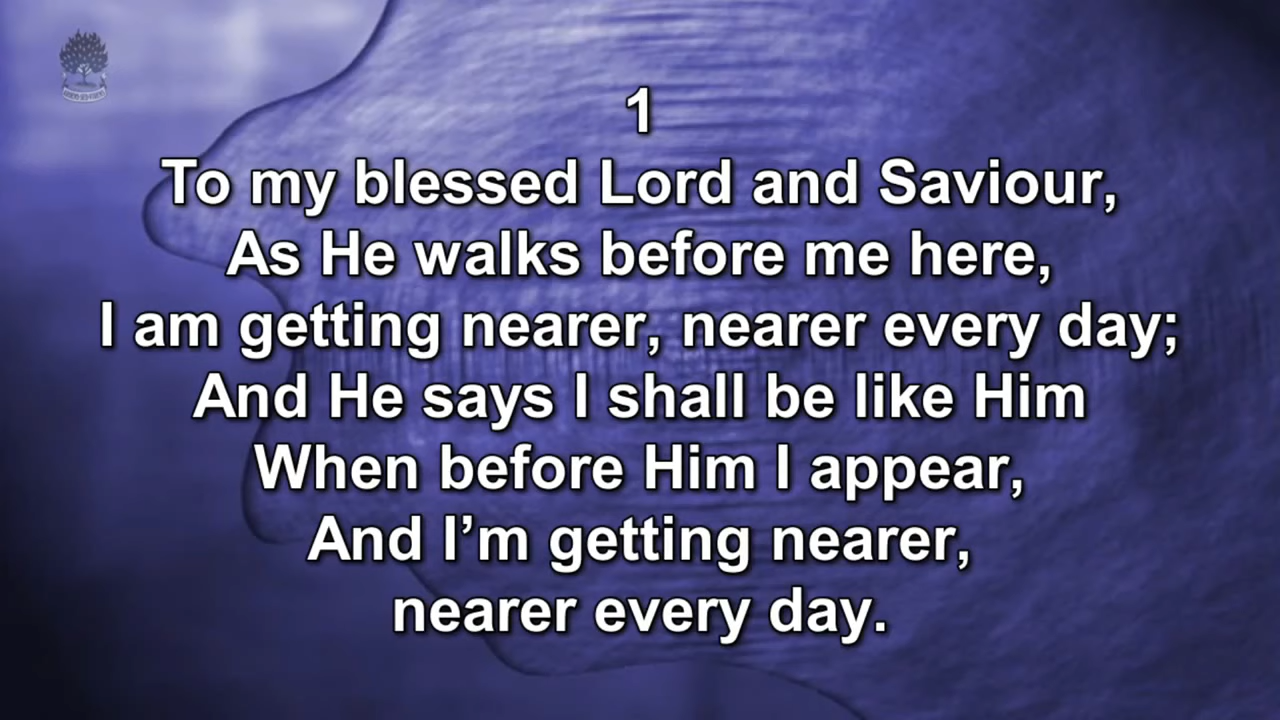 1
To my blessed Lord and Saviour,
As He walks before me here,
I am getting nearer, nearer every day;
And He says I shall be like Him
When before Him I appear,
And I’m getting nearer,
nearer every day.